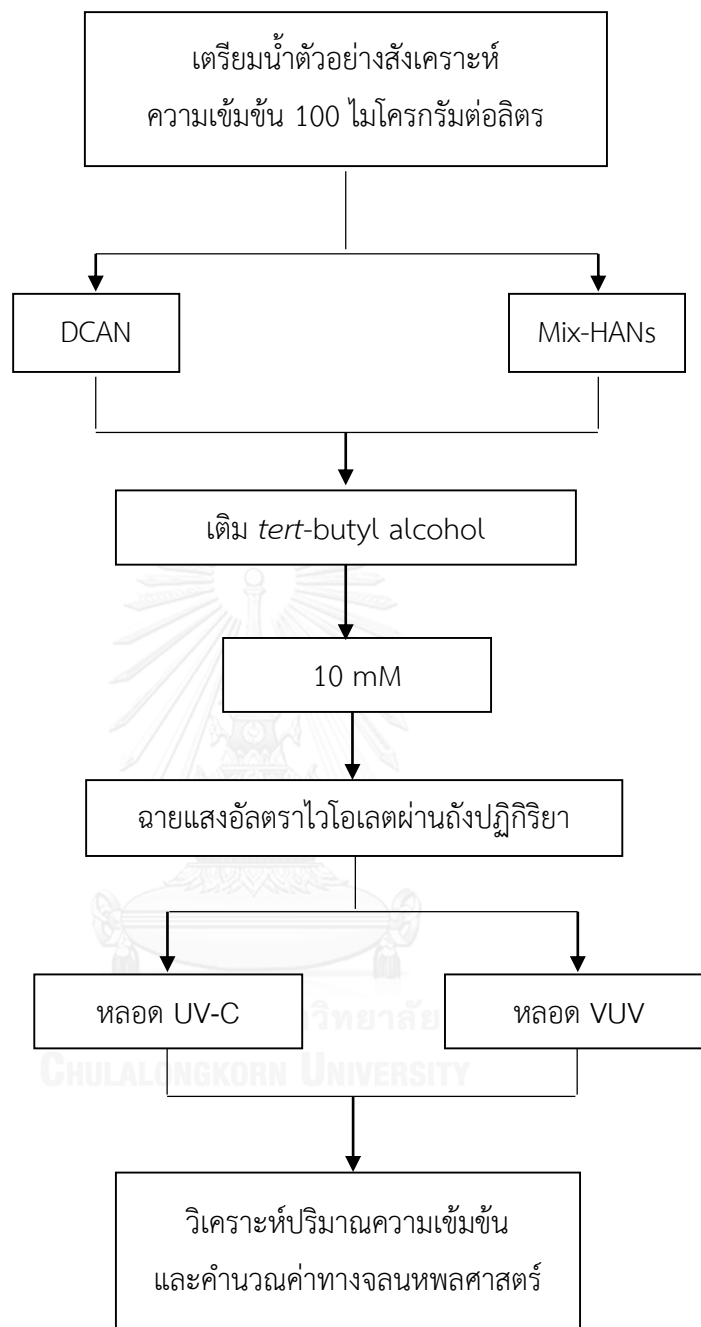 เตรียมน้ำตัวอย่างสังเคราะห์
ความเข้มข้น 100 ไมโครกรัมต่อลิตร
DCAN
Mix-HANs
เติม tert-butyl alcohol
10 mM
ฉายแสงอัลตราไวโอเลตผ่านถังปฏิกิริยา
หลอด UV-C
หลอด VUV
CHULALONGKORN UNIVERSITY
วิเคราะห์ปริมาณความเข้มข้น
และคำนวณค่าทางจลนหพลศาสตร์